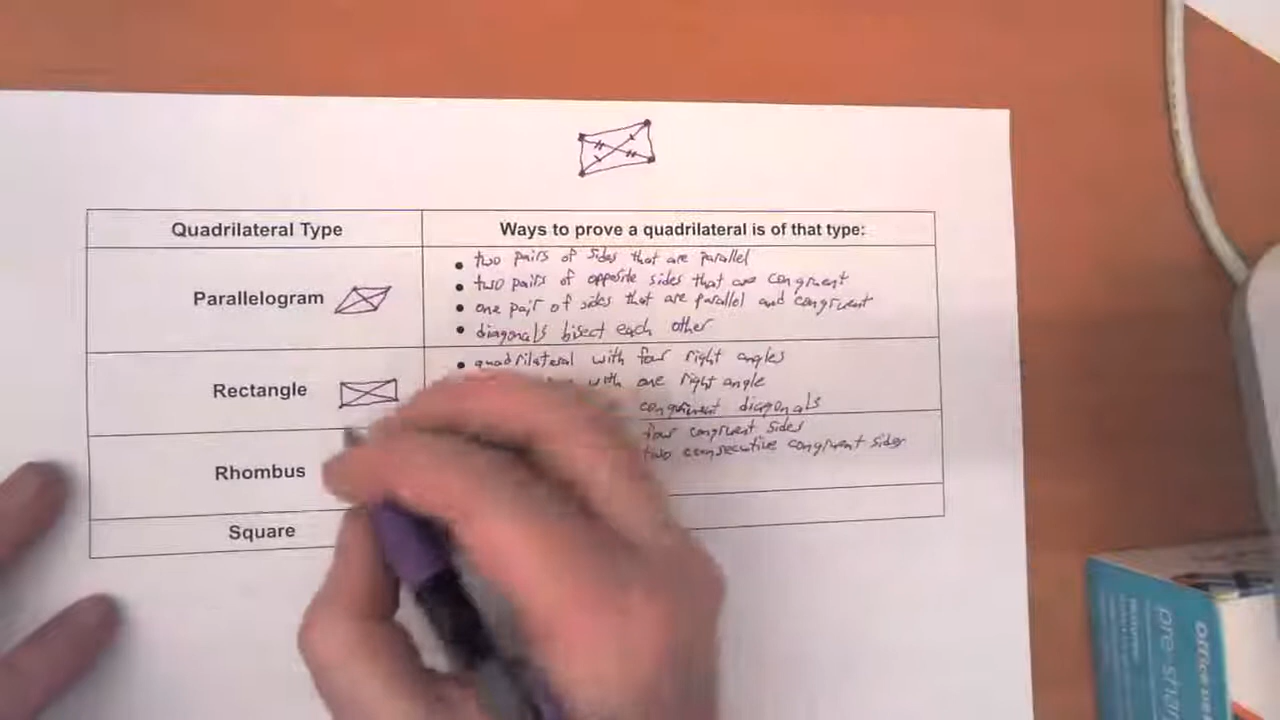 Quadrilateral Type
Ways to prove a quadrilateral is of that type:
Parallelogram
• two pairs of sides that are parallel
• two pairs of opposite sides that are congruent
• one pair of sides that are parallel and congruent
• diagonals bisect each other
Rectangle
• quadrilateral with four right angles
with one right angle
congruent diagonals
Rhombus
four congruent sides
two consecutive congruent sides
Square
office
pre-shar